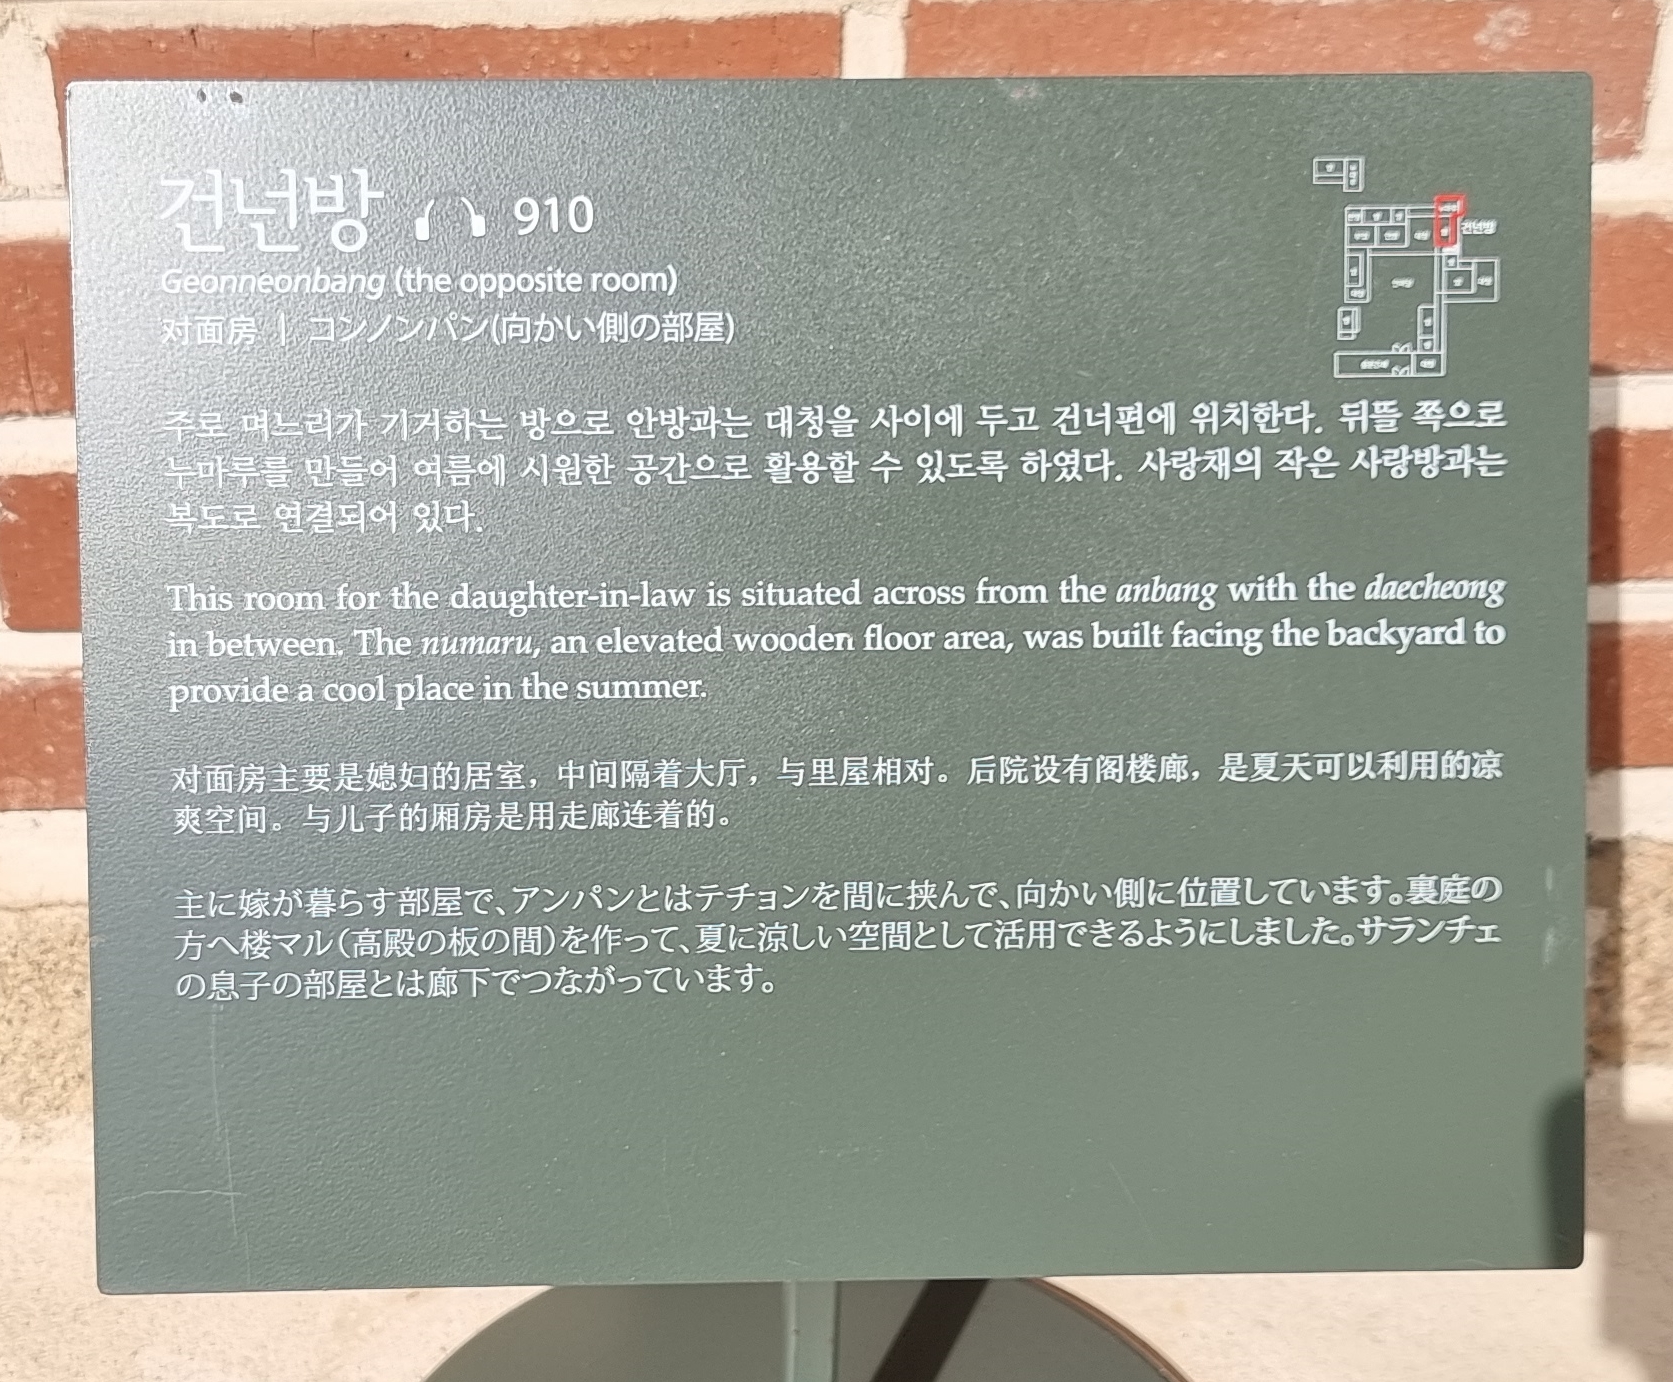 건넌방 910
Geonneonbang (the opposite room)
对面房 | コンノンパン(向かい側の部屋)
건넌방
주로 며느리가 기거하는 방으로 안방과는 대청을 사이에 두고 건너편에 위치한다. 뒤뜰 쪽으로
누마루를 만들어 여름에 시원한 공간으로 활용할 수 있도록 하였다. 사랑채의 작은 사랑방과는
복도로 연결되어 있다.
This room for the daughter-in-law is situated across from the anbang with the daecheong
in between. The numaru, an elevated wooden floor area, was built facing the backyard to
provide a cool place in the summer.
对面房主要是媳妇的居室，中间隔着大厅，与里屋相对。后院设有阁楼廊，是夏天可以利用的凉
爽空间。与儿子的厢房是用走廊连着的。
主に嫁が暮らす部屋で、アンパンとはテチョンを間に挟んで、向かい側に位置しています。裏庭の
方へ楼マル（高殿の板の間）を作って、夏に涼しい空間として活用できるようにしました。サランチェ
の息子の部屋とは廊下でつながっています。